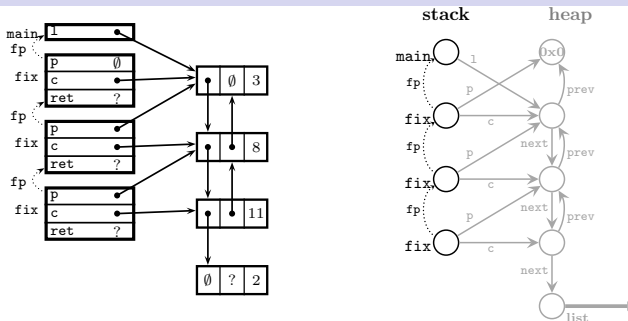 stack heap
main l
fp
p ∅
fix c
ret ?
∅ 3
fp
p
fix c
ret ?
8
fp
p
fix c
ret ?
11
∅ ? 2
main 0x0
l
fp
p
prev
fix c
fp
next
p
prev
fix c
fp
next
p
prev
fix c
next
list